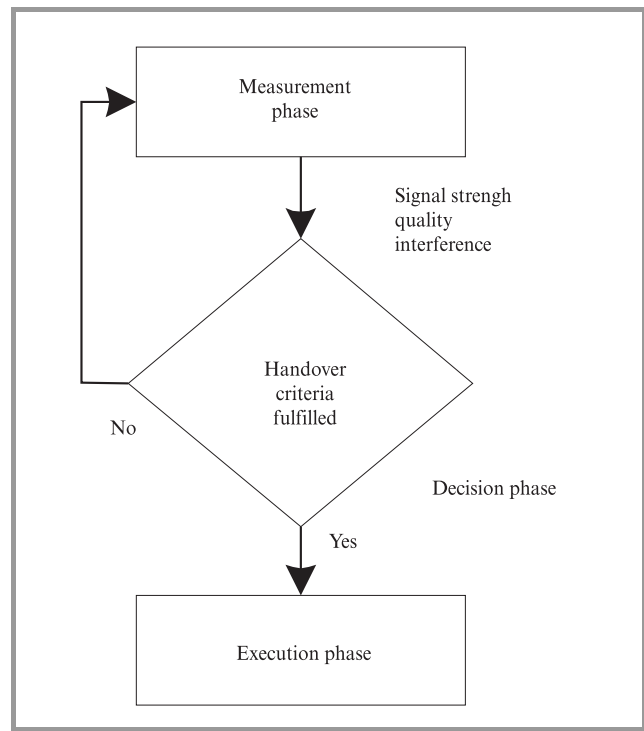 Measurement
phase
Signal strengh
quality
interference
Handover
criteria
fulfilled
No
Decision phase
Yes
Execution phase